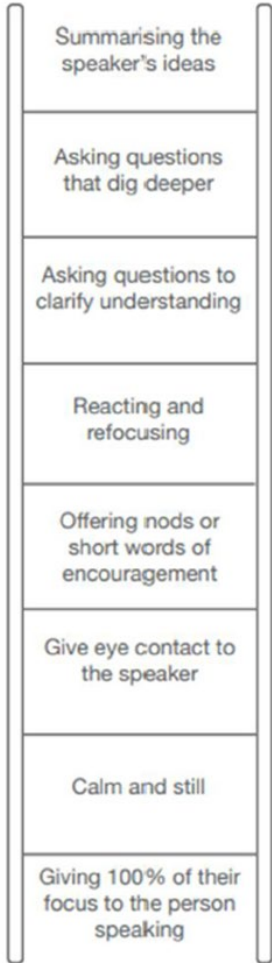 Summarising the
speaker's ideas
Asking questions
that dig deeper
Asking questions to
clarify understanding
Reacting and
refocusing
Offering nods or
short words of
encouragement
Give eye contact to
the speaker
Calm and still
Giving 100% of their
focus to the person
speaking